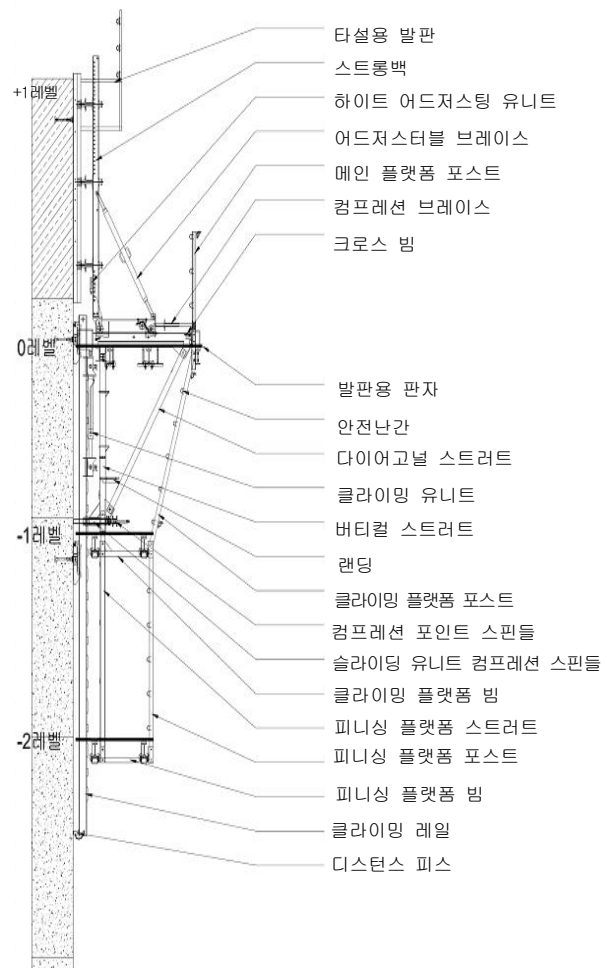 타설용 발판
스트롱백
+1레벨
하이트 어드저스팅 유니트
어드저스터블 브레이스
메인 플랫폼 포스트
컴프레션 브레이스
크로스 빔
0레벨
발판용 판자
안전난간
다이어고널 스트러트
클라이밍 유니트
버티컬 스트러트
-1레벨
랜딩
클라이밍 플랫폼 포스트
컴프레션 포인트 스핀들
슬라이딩 유니트 컴프레션 스핀들
클라이밍 플랫폼 빔
피니싱 플랫폼 스트러트
-2레벨
피니싱 플랫폼 포스트
피니싱 플랫폼 빔
클라이밍 레일
디스턴스 피스